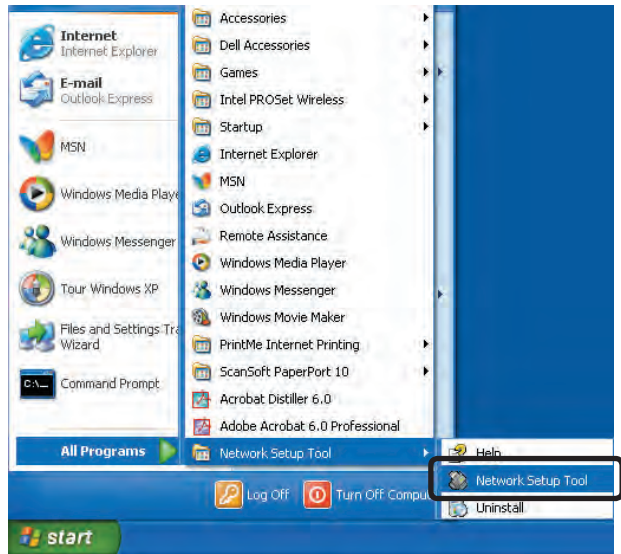 Internet
Internet Explorer
E-mail
Outlook Express
MSN
Windows Media Playe
Windows Messenger
Tour Windows XP
Files and Settings Tra
Wizard
C:\_
Command Prompt
All Programs
Accessories
Dell Accessories
Games
Intel PROSet Wireless
Startup
Internet Explorer
MSN
Outlook Express
Remote Assistance
Windows Media Player
Windows Messenger
Windows Movie Maker
PrintMe Internet Printing
ScanSoft PaperPort 10
Acrobat Distiller 6.0
Adobe Acrobat 6.0 Professional
Network Setup Tool
Help
Network Setup Tool
Uninstall
Log Off
Turn Off Compu
start